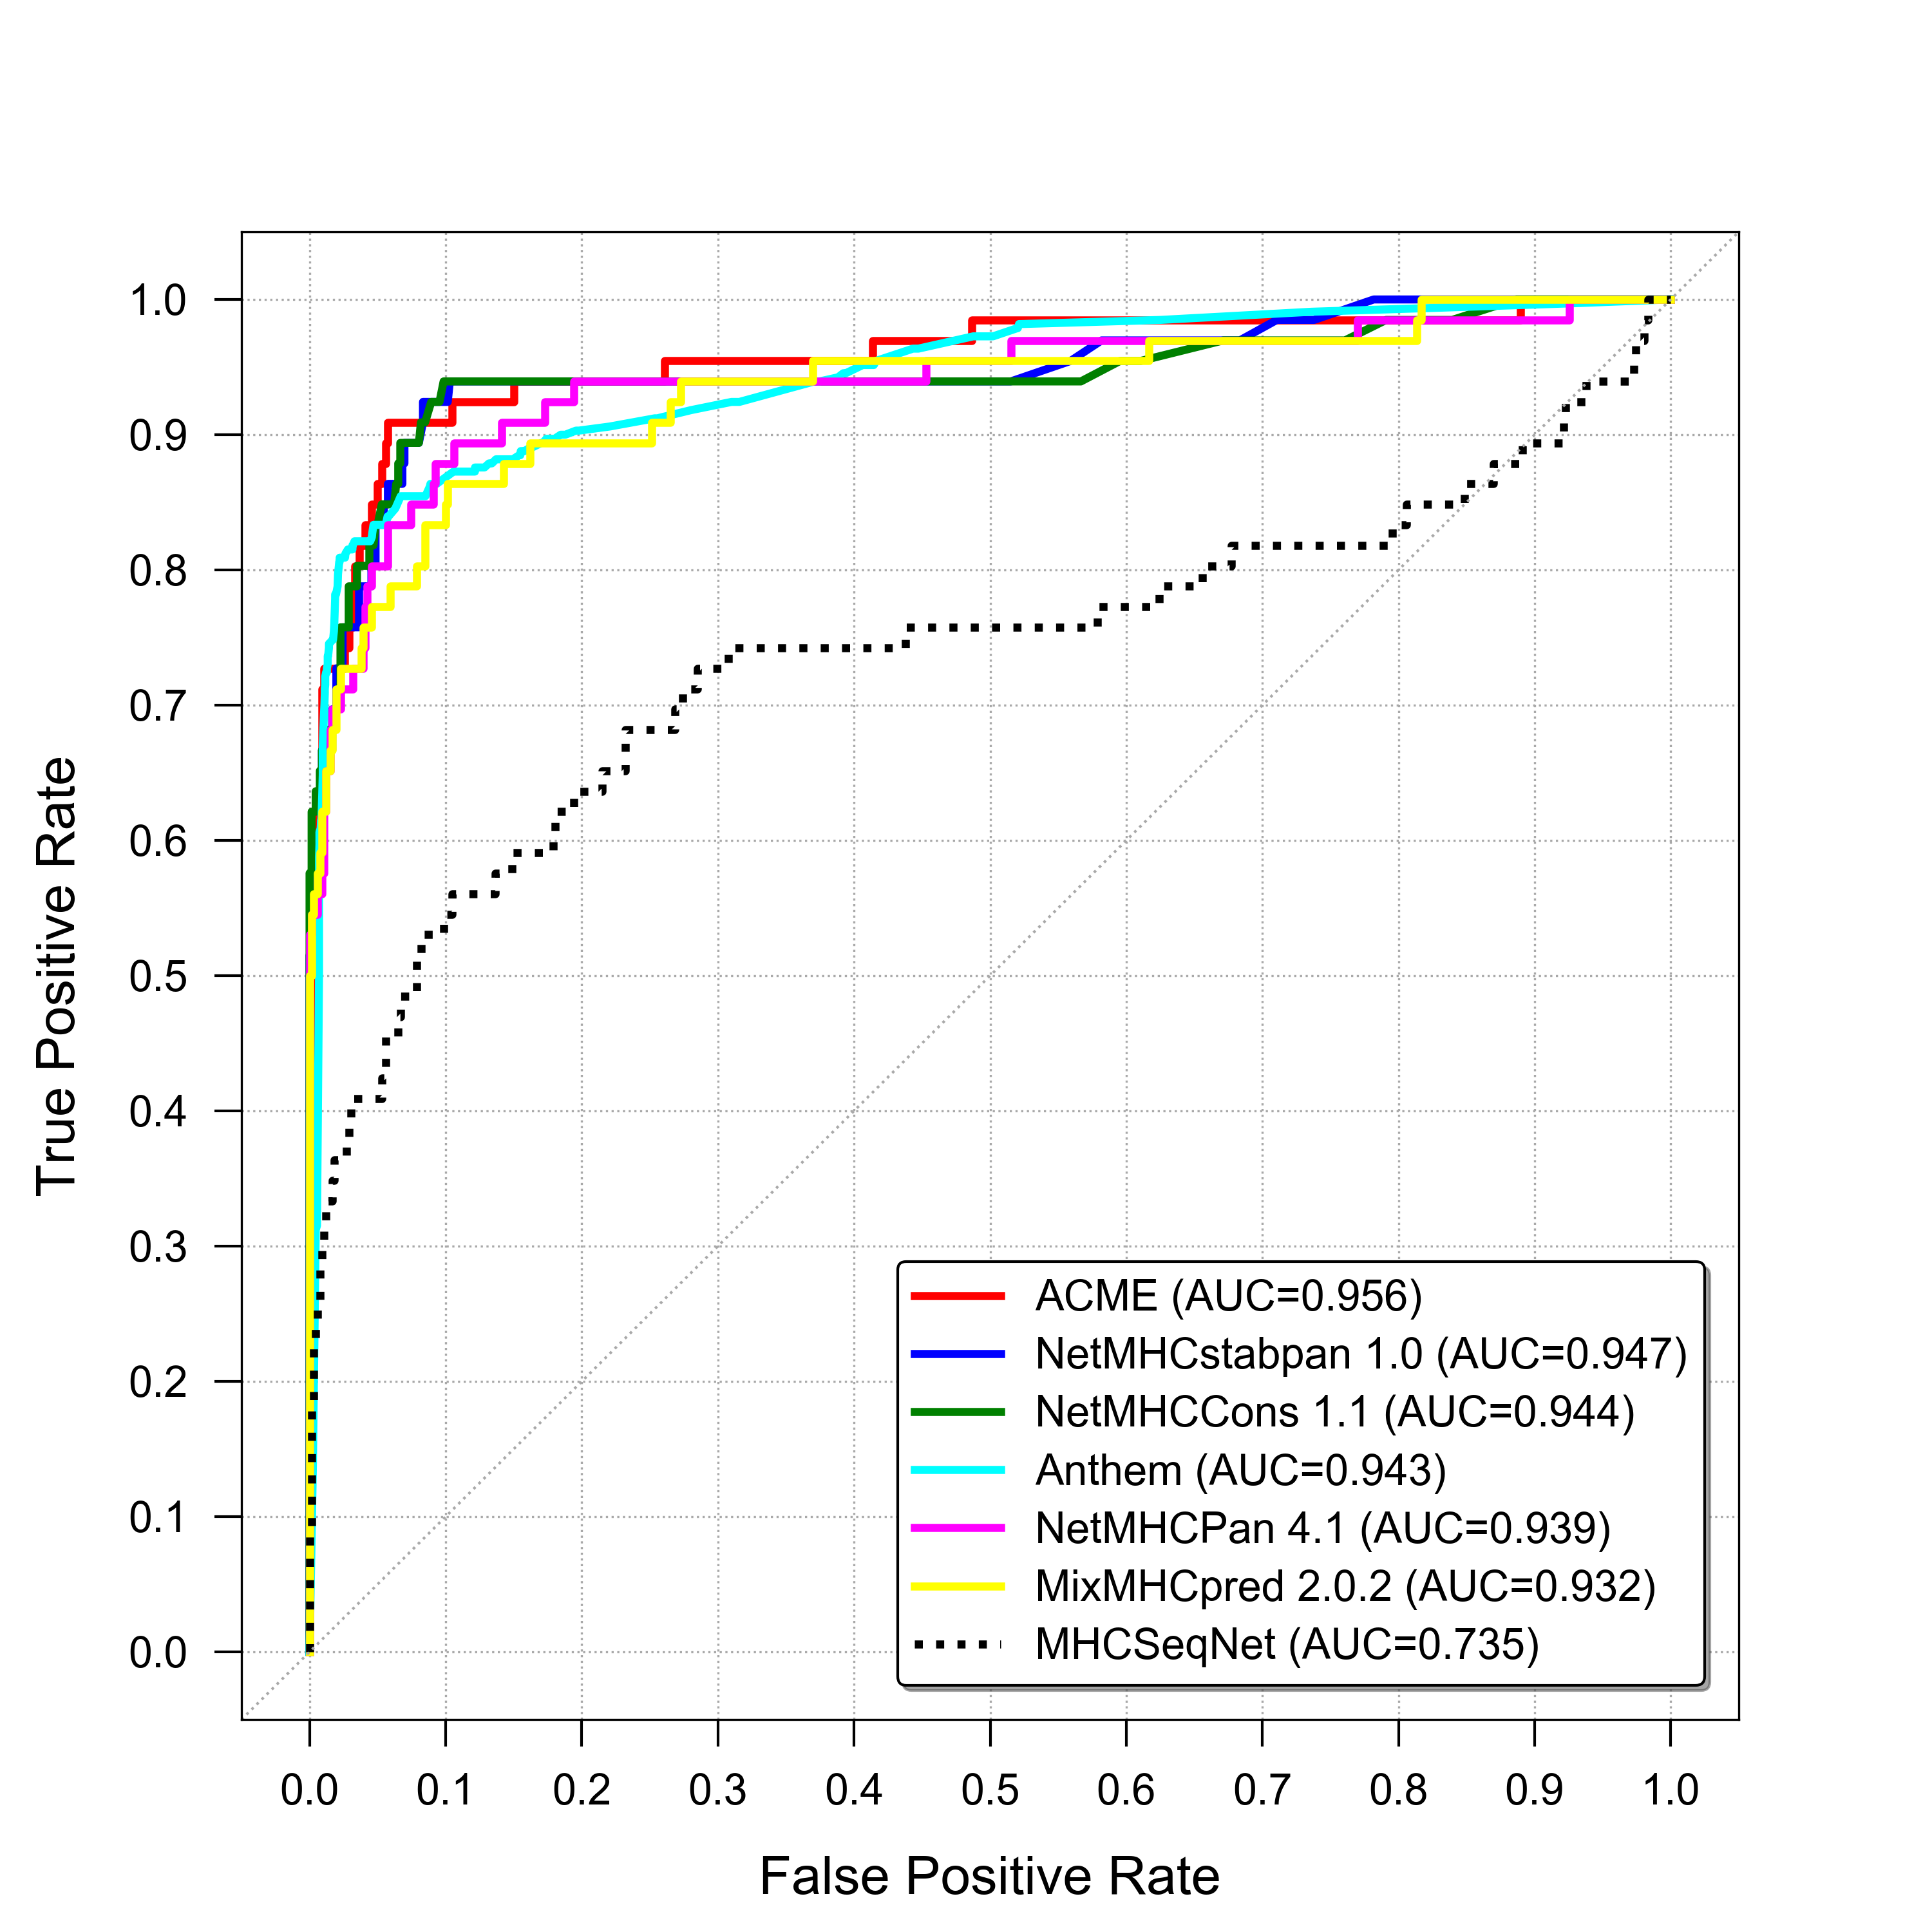 1.0
0.9
0.8
0.7
0.6
0.5
0.4
0.3
0.2
0.1
0.0
True Positive Rate
ACME (AUC=0.956)
NetMHCstabpan 1.0 (AUC=0.947)
NetMHCCons 1.1 (AUC=0.944)
Anthem (AUC=0.943)
NetMHCPan 4.1 (AUC=0.939)
MixMHCpred 2.0.2 (AUC=0.932)
MHCSeqNet (AUC=0.735)
0.0 0.1 0.2 0.3 0.4 0.5 0.6 0.7 0.8 0.9 1.0
False Positive Rate